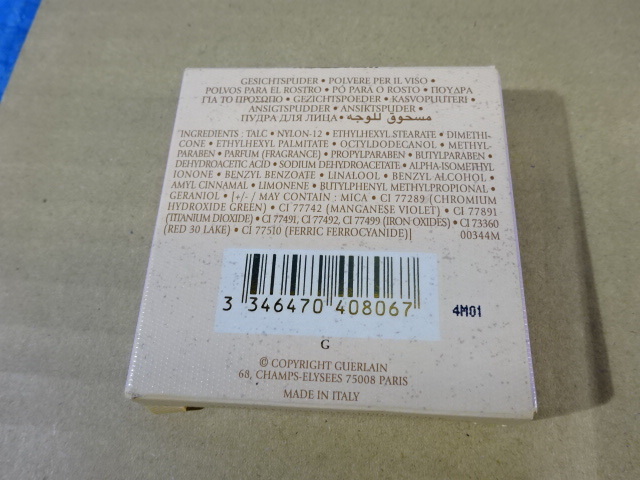 GESICHTSPUDER • POLVERE PER IL VISO •
POLVOS PARA EL ROSTRO • PÓ PARA O ROSTO • ΠΟΥΔΡΑ
ΓΙΑ ΤΟ ΠΡΟΣΩΠΟ • GEZICHTSPOEDER • KASVOPUUTERI •
ANSIGTSPUDDER • ANSIKTSPUDER •
ПУДРА ДЛЯ ЛИЦА • مسحوق للوجه •
"INGREDIENTS : TALC • NYLON-12 • ETHYLHEXYL STEARATE • DIMETHI-
CONE • ETHYLHEXYL PALMITATE • OCTYLDODECANOL • METHYL-
PARABEN • PARFUM (FRAGRANCE) • PROPYLPARABEN • BUTYLPARABEN •
DEHYDROACETIC ACID • SODIUM DEHYDROACETATE • ALPHA-ISOMETHYL
IONONE • BENZYL BENZOATE • LINALOOL • BENZYL ALCOHOL •
AMYL CINNAMAL • LIMONENE • BUTYLPHENYL METHYLPROPIONAL •
GERANIOL • [+/- / MAY CONTAIN : MICA • CI 77289 (CHROMIUM
HYDROXIDE GREEN) • CI 77742 (MANGANESE VIOLET) • CI 77891
(TITANIUM DIOXIDE) • CI 77491, CI 77492, CI 77499 (IRON OXIDES) • CI 73360
(RED 30 LAKE) • CI 77510 (FERRIC FERROCYANIDE)] 00344M
3 346470 408067
4M01
G
© COPYRIGHT GUERLAIN
68, CHAMPS-ELYSEES 75008 PARIS
MADE IN ITALY